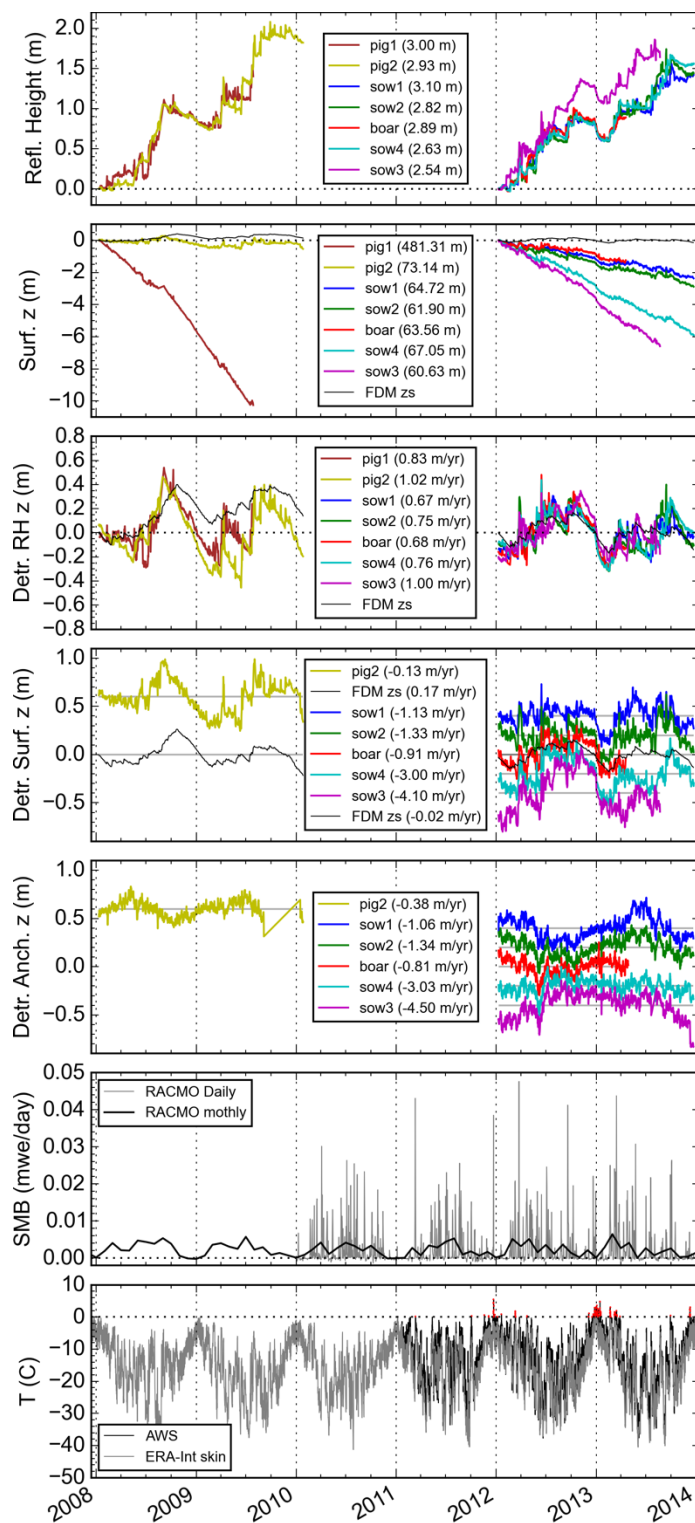 Refl. Height (m)
2.0
1.5
1.0
0.5
0.0
pig1 (3.00 m)
pig2 (2.93 m)
sow1 (3.10 m)
sow2 (2.82 m)
boar (2.89 m)
sow4 (2.63 m)
sow3 (2.54 m)
Surf. z (m)
0
−2
−4
−6
−8
−10
pig1 (481.31 m)
pig2 (73.14 m)
sow1 (64.72 m)
sow2 (61.90 m)
boar (63.56 m)
sow4 (67.05 m)
sow3 (60.63 m)
FDM zs
Detr. RH z (m)
0.8
0.6
0.4
0.2
0.0
−0.2
−0.4
−0.6
−0.8
pig1 (0.83 m/yr)
pig2 (1.02 m/yr)
sow1 (0.67 m/yr)
sow2 (0.75 m/yr)
boar (0.68 m/yr)
sow4 (0.76 m/yr)
sow3 (1.00 m/yr)
FDM zs
Detr. Surf. z (m)
1.0
0.5
0.0
−0.5
pig2 (-0.13 m/yr)
FDM zs (0.17 m/yr)
sow1 (-1.13 m/yr)
sow2 (-1.33 m/yr)
boar (-0.91 m/yr)
sow4 (-3.00 m/yr)
sow3 (-4.10 m/yr)
FDM zs (-0.02 m/yr)
Detr. Anch. z (m)
1.0
0.5
0.0
−0.5
pig2 (-0.38 m/yr)
sow1 (-1.06 m/yr)
sow2 (-1.34 m/yr)
boar (-0.81 m/yr)
sow4 (-3.03 m/yr)
sow3 (-4.50 m/yr)
SMB (mwe/day)
0.05
0.04
0.03
0.02
0.01
0.00
RACMO Daily
RACMO mothly
T (C)
10
0
−10
−20
−30
−40
−50
AWS
ERA-Int skin
2008
2009
2010
2011
2012
2013
2014